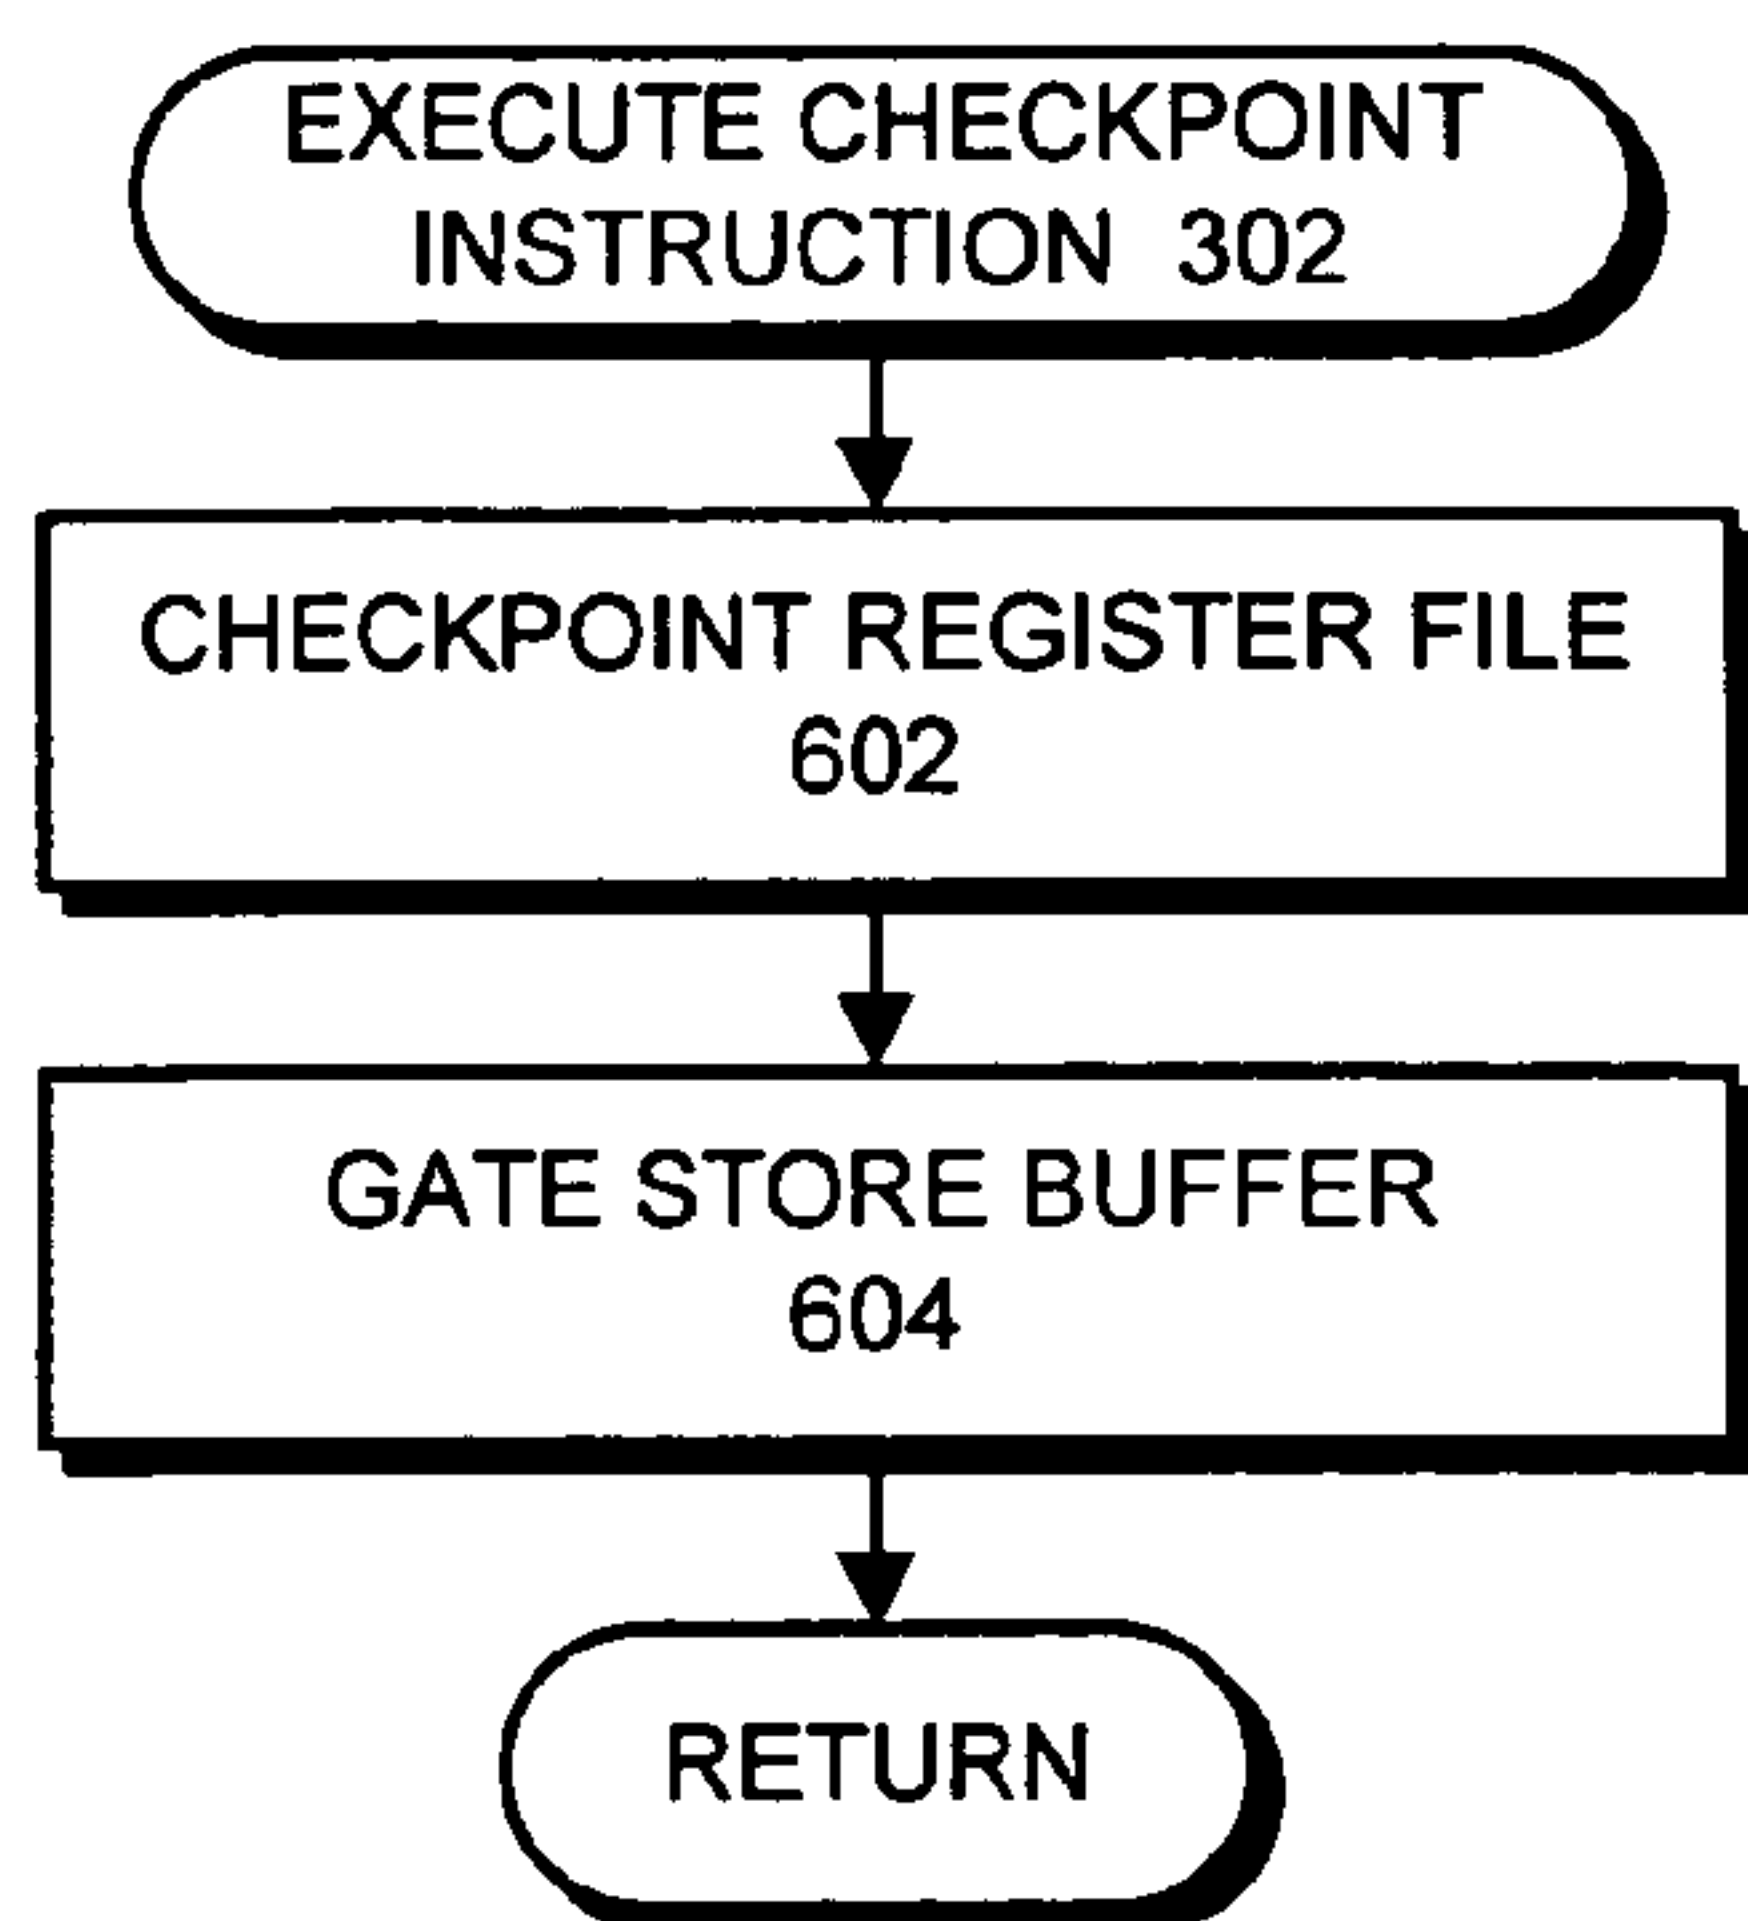 EXECUTE CHECKPOINT
INSTRUCTION 302
CHECKPOINT REGISTER FILE
602
GATE STORE BUFFER
604
RETURN